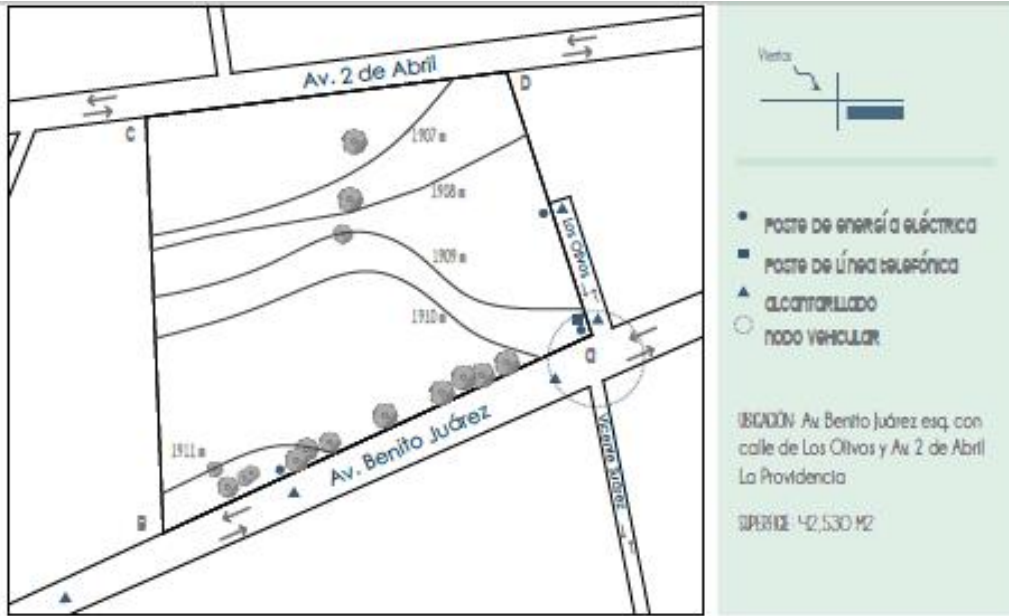 Av. 2 de Abril
C
D
1907 m
1908 m
1909 m
1910 m
1911 m
Los Olivos
a
B
Av. Benito Juárez
Vicente Juárez
Vientos
POSTE DE ENERGÍA ELÉCTRICA
POSTE DE LÍNEA TELEFÓNICA
ALCANTARILLADO
NODO VEHICULAR
UBICACIÓN: Av. Benito Juárez esq. con
calle de Los Olivos y Av. 2 de Abril
La Providencia
SUPERFICIE: 42,530 M2